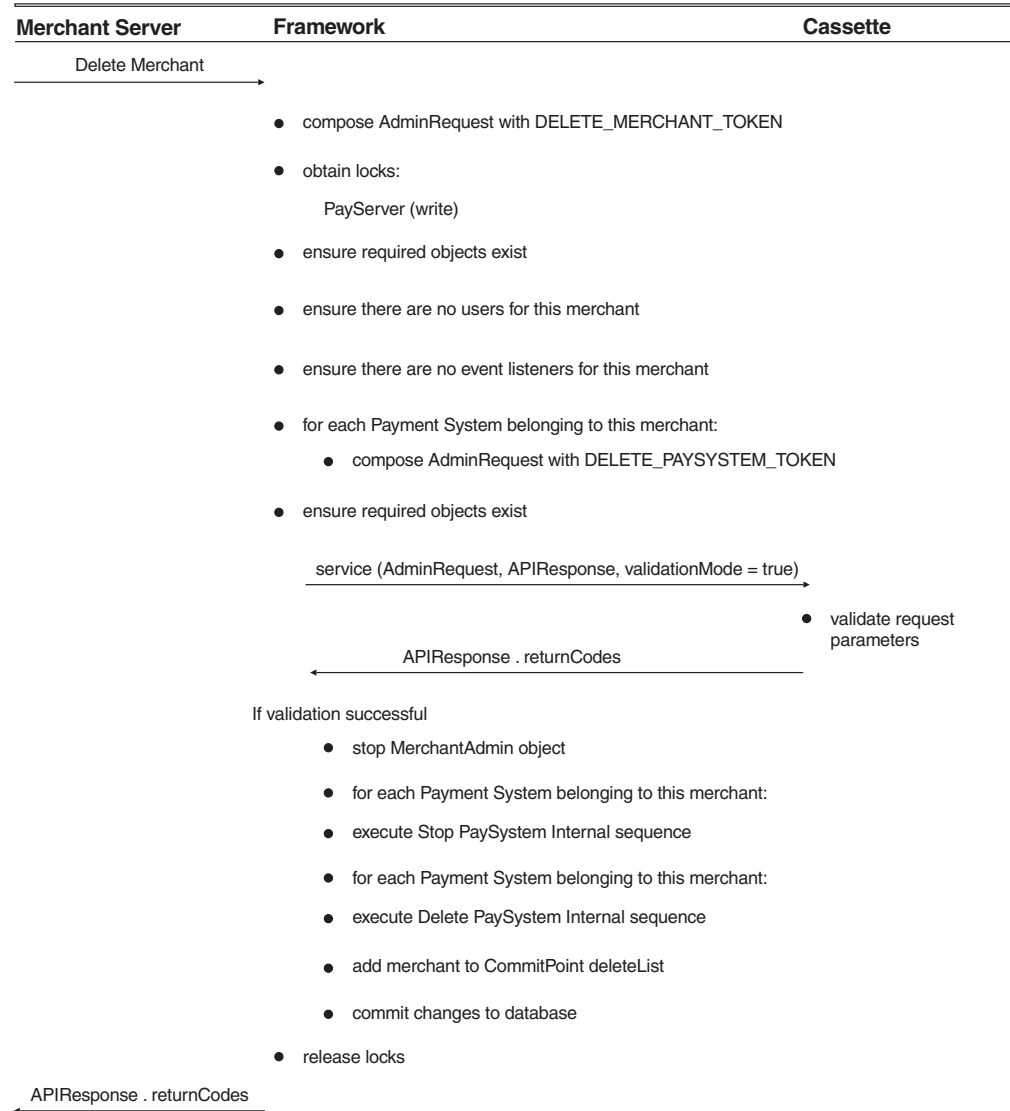 Merchant Server Framework Cassette
Delete Merchant
● compose AdminRequest with DELETE_MERCHANT_TOKEN
● obtain locks:
PayServer (write)
● ensure required objects exist
● ensure there are no users for this merchant
● ensure there are no event listeners for this merchant
● for each Payment System belonging to this merchant:
● compose AdminRequest with DELETE_PAYSYSTEM_TOKEN
● ensure required objects exist
service (AdminRequest, APIResponse, validationMode = true)
● validate request
parameters
APIResponse . returnCodes
If validation successful
● stop MerchantAdmin object
● for each Payment System belonging to this merchant:
● execute Stop PaySystem Internal sequence
● for each Payment System belonging to this merchant:
● execute Delete PaySystem Internal sequence
● add merchant to CommitPoint deleteList
● commit changes to database
● release locks
APIResponse . returnCodes